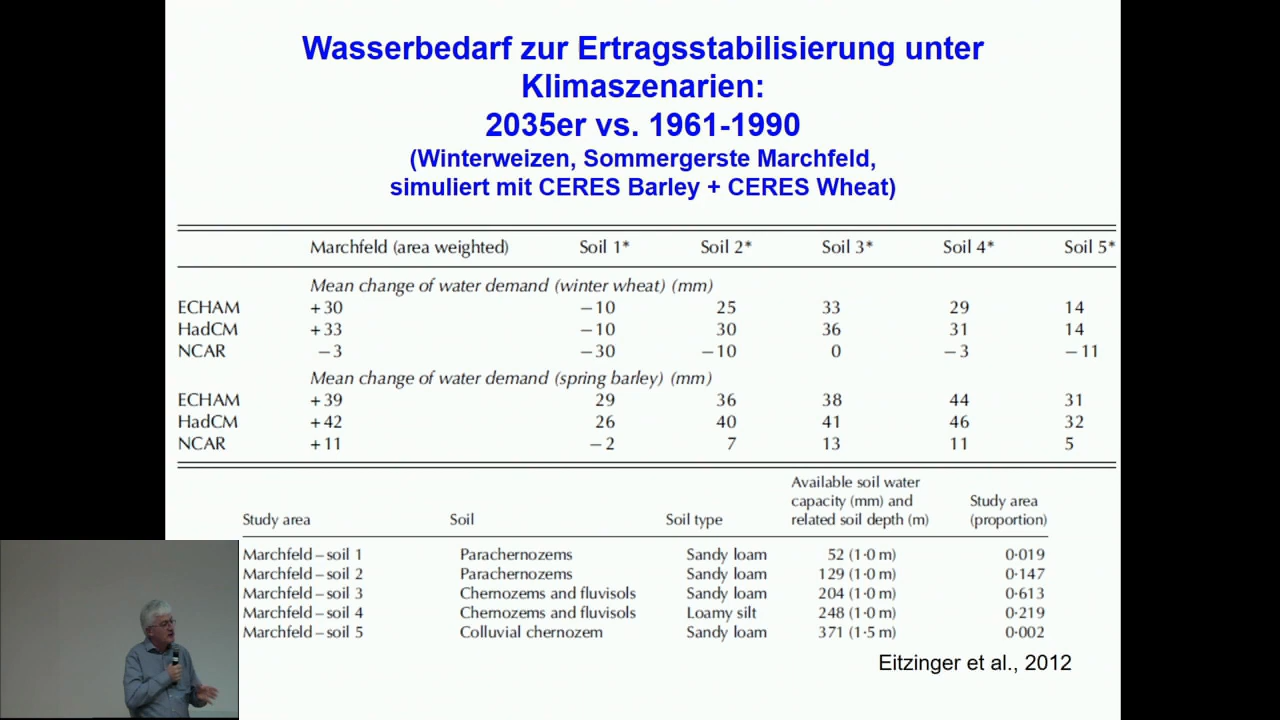 Wasserbedarf zur Ertragsstabilisierung unter
Klimaszenarien:
2035er vs. 1961-1990
(Winterweizen, Sommergerste Marchfeld,
simuliert mit CERES Barley + CERES Wheat)
Marchfeld (area weighted) Soil 1* Soil 2* Soil 3* Soil 4* Soil 5*
Mean change of water demand (winter wheat) (mm)
ECHAM +30 −10 25 33 29 14
HadCM +33 −10 30 36 31 14
NCAR −3 −30 −10 0 −3 −11
Mean change of water demand (spring barley) (mm)
ECHAM +39 29 36 38 44 31
HadCM +42 26 40 41 46 32
NCAR +11 −2 7 13 11 5
Available soil water
capacity (mm) and Study area
Study area Soil Soil type related soil depth (m) (proportion)
Marchfeld – soil 1 Parachernozems Sandy loam 52 (1·0 m) 0·019
Marchfeld – soil 2 Parachernozems Sandy loam 129 (1·0 m) 0·147
Marchfeld – soil 3 Chernozems and fluvisols Sandy loam 204 (1·0 m) 0·613
Marchfeld – soil 4 Chernozems and fluvisols Loamy silt 248 (1·0 m) 0·219
Marchfeld – soil 5 Colluvial chernozem Sandy loam 371 (1·5 m) 0·002
Eitzinger et al., 2012